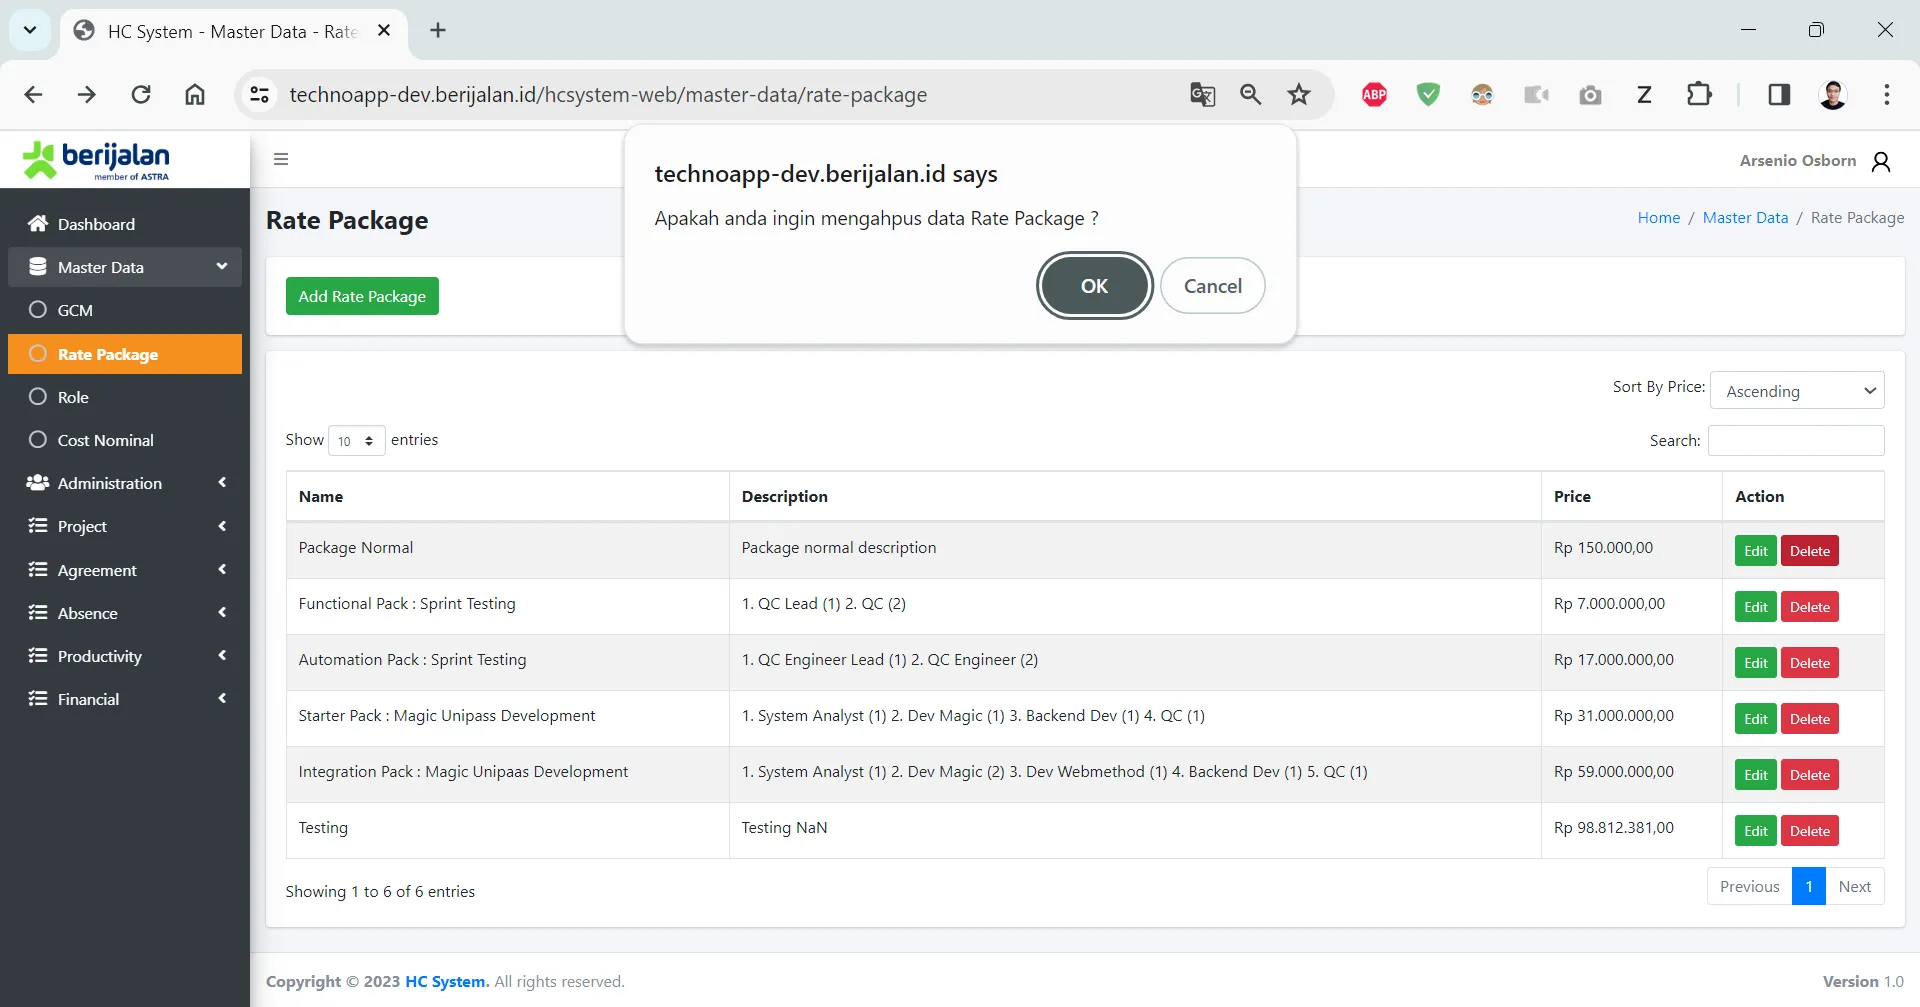 HC System - Master Data - Rate
technoapp-dev.berijalan.id/hcsystem-web/master-data/rate-package
ABP
Z
berijalan
member of ASTRA
Arsenio Osborn
technoapp-dev.berijalan.id says
Apakah anda ingin mengahpus data Rate Package ?
OK
Cancel
Dashboard
Master Data
GCM
Rate Package
Role
Cost Nominal
Administration
Project
Agreement
Absence
Productivity
Financial
Rate Package
Home / Master Data / Rate Package
Add Rate Package
Sort By Price: Ascending
Show 10 entries
Search:
Name Description Price Action
Package Normal Package normal description Rp 150.000,00 Edit Delete
Functional Pack : Sprint Testing 1. QC Lead (1) 2. QC (2) Rp 7.000.000,00 Edit Delete
Automation Pack : Sprint Testing 1. QC Engineer Lead (1) 2. QC Engineer (2) Rp 17.000.000,00 Edit Delete
Starter Pack : Magic Unipass Development 1. System Analyst (1) 2. Dev Magic (1) 3. Backend Dev (1) 4. QC (1) Rp 31.000.000,00 Edit Delete
Integration Pack : Magic Unipaas Development 1. System Analyst (1) 2. Dev Magic (2) 3. Dev Webmethod (1) 4. Backend Dev (1) 5. QC (1) Rp 59.000.000,00 Edit Delete
Testing Testing NaN Rp 98.812.381,00 Edit Delete
Showing 1 to 6 of 6 entries
Previous 1 Next
Copyright © 2023 HC System. All rights reserved.
Version 1.0